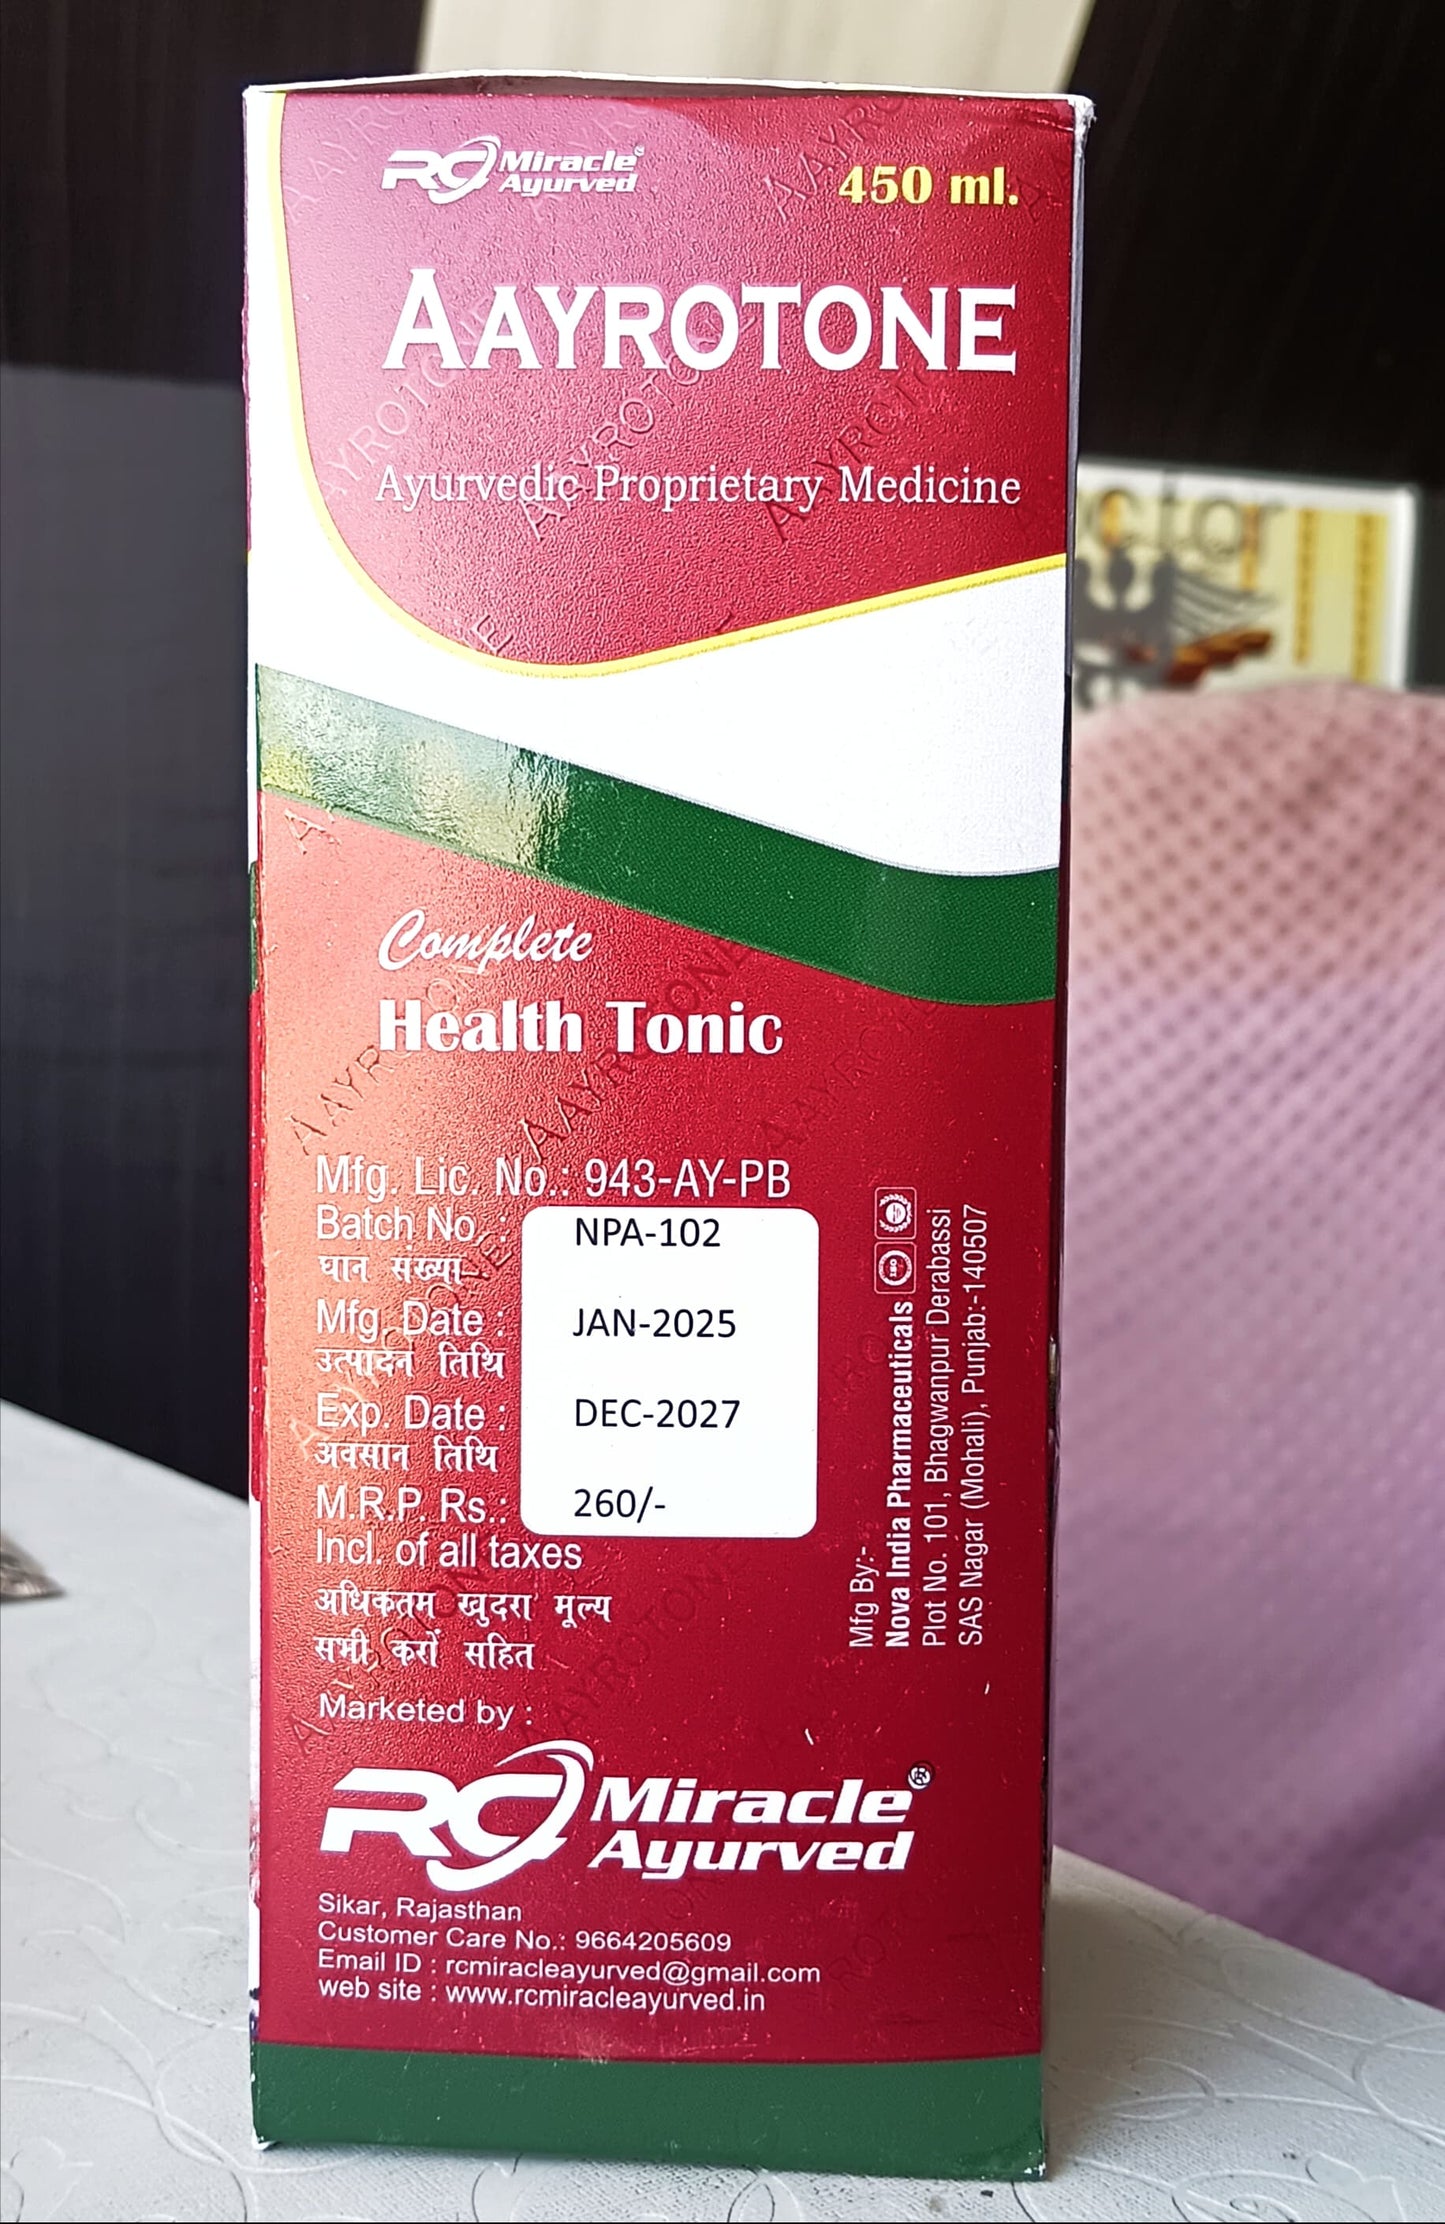 RC Miracle Ayurved
450 ml.
AAYROTONE
Ayurvedic Proprietary Medicine
Complete
Health Tonic
Mfg. Lic. No.: 943-AY-PB
Batch No. : NPA-102
घान संख्या
Mfg. Date : JAN-2025
उत्पादन तिथि
Exp. Date : DEC-2027
अवसान तिथि
M.R.P. Rs.: 260/-
Incl. of all taxes
अधिकतम खुदरा मूल्य
सभी करों सहित
Mfg By:-
Nova India Pharmaceuticals
Plot No. 101, Bhagwanpur Derabassi
SAS Nagar (Mohali), Punjab:-140507
Marketed by :
RC Miracle®
Ayurved
Sikar, Rajasthan
Customer Care No.: 9664205609
Email ID : rcmiracleayurved@gmail.com
web site : www.rcmiracleayurved.in